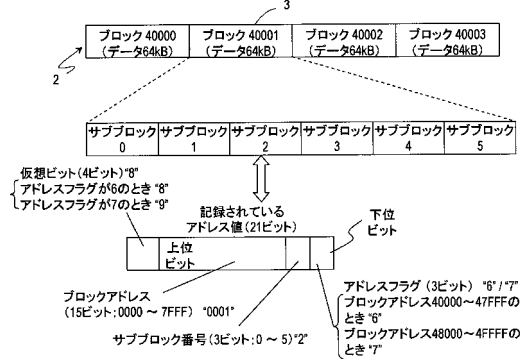 3
ブロック 40000
(データ64kB)
ブロック 40001
(データ64kB)
ブロック 40002
(データ64kB)
ブロック 40003
(データ64kB)
2
サブブロック
0
サブブロック
1
サブブロック
2
サブブロック
3
サブブロック
4
サブブロック
5
仮想ビット(4ビット)“8”
アドレスフラグが6のとき “8”
アドレスフラグが7のとき “9”
記録されている
アドレス値(21ビット)
下位
ビット
上位
ビット
ブロックアドレス
(15ビット;0000 ~ 7FFF) “0001”
サブブロック番号(3ビット;0 ~ 5)“2”
アドレスフラグ (3ビット) “6”/“7”
ブロックアドレス40000~47FFFの
とき“6”
ブロックアドレス48000~4FFFFの
とき“7”